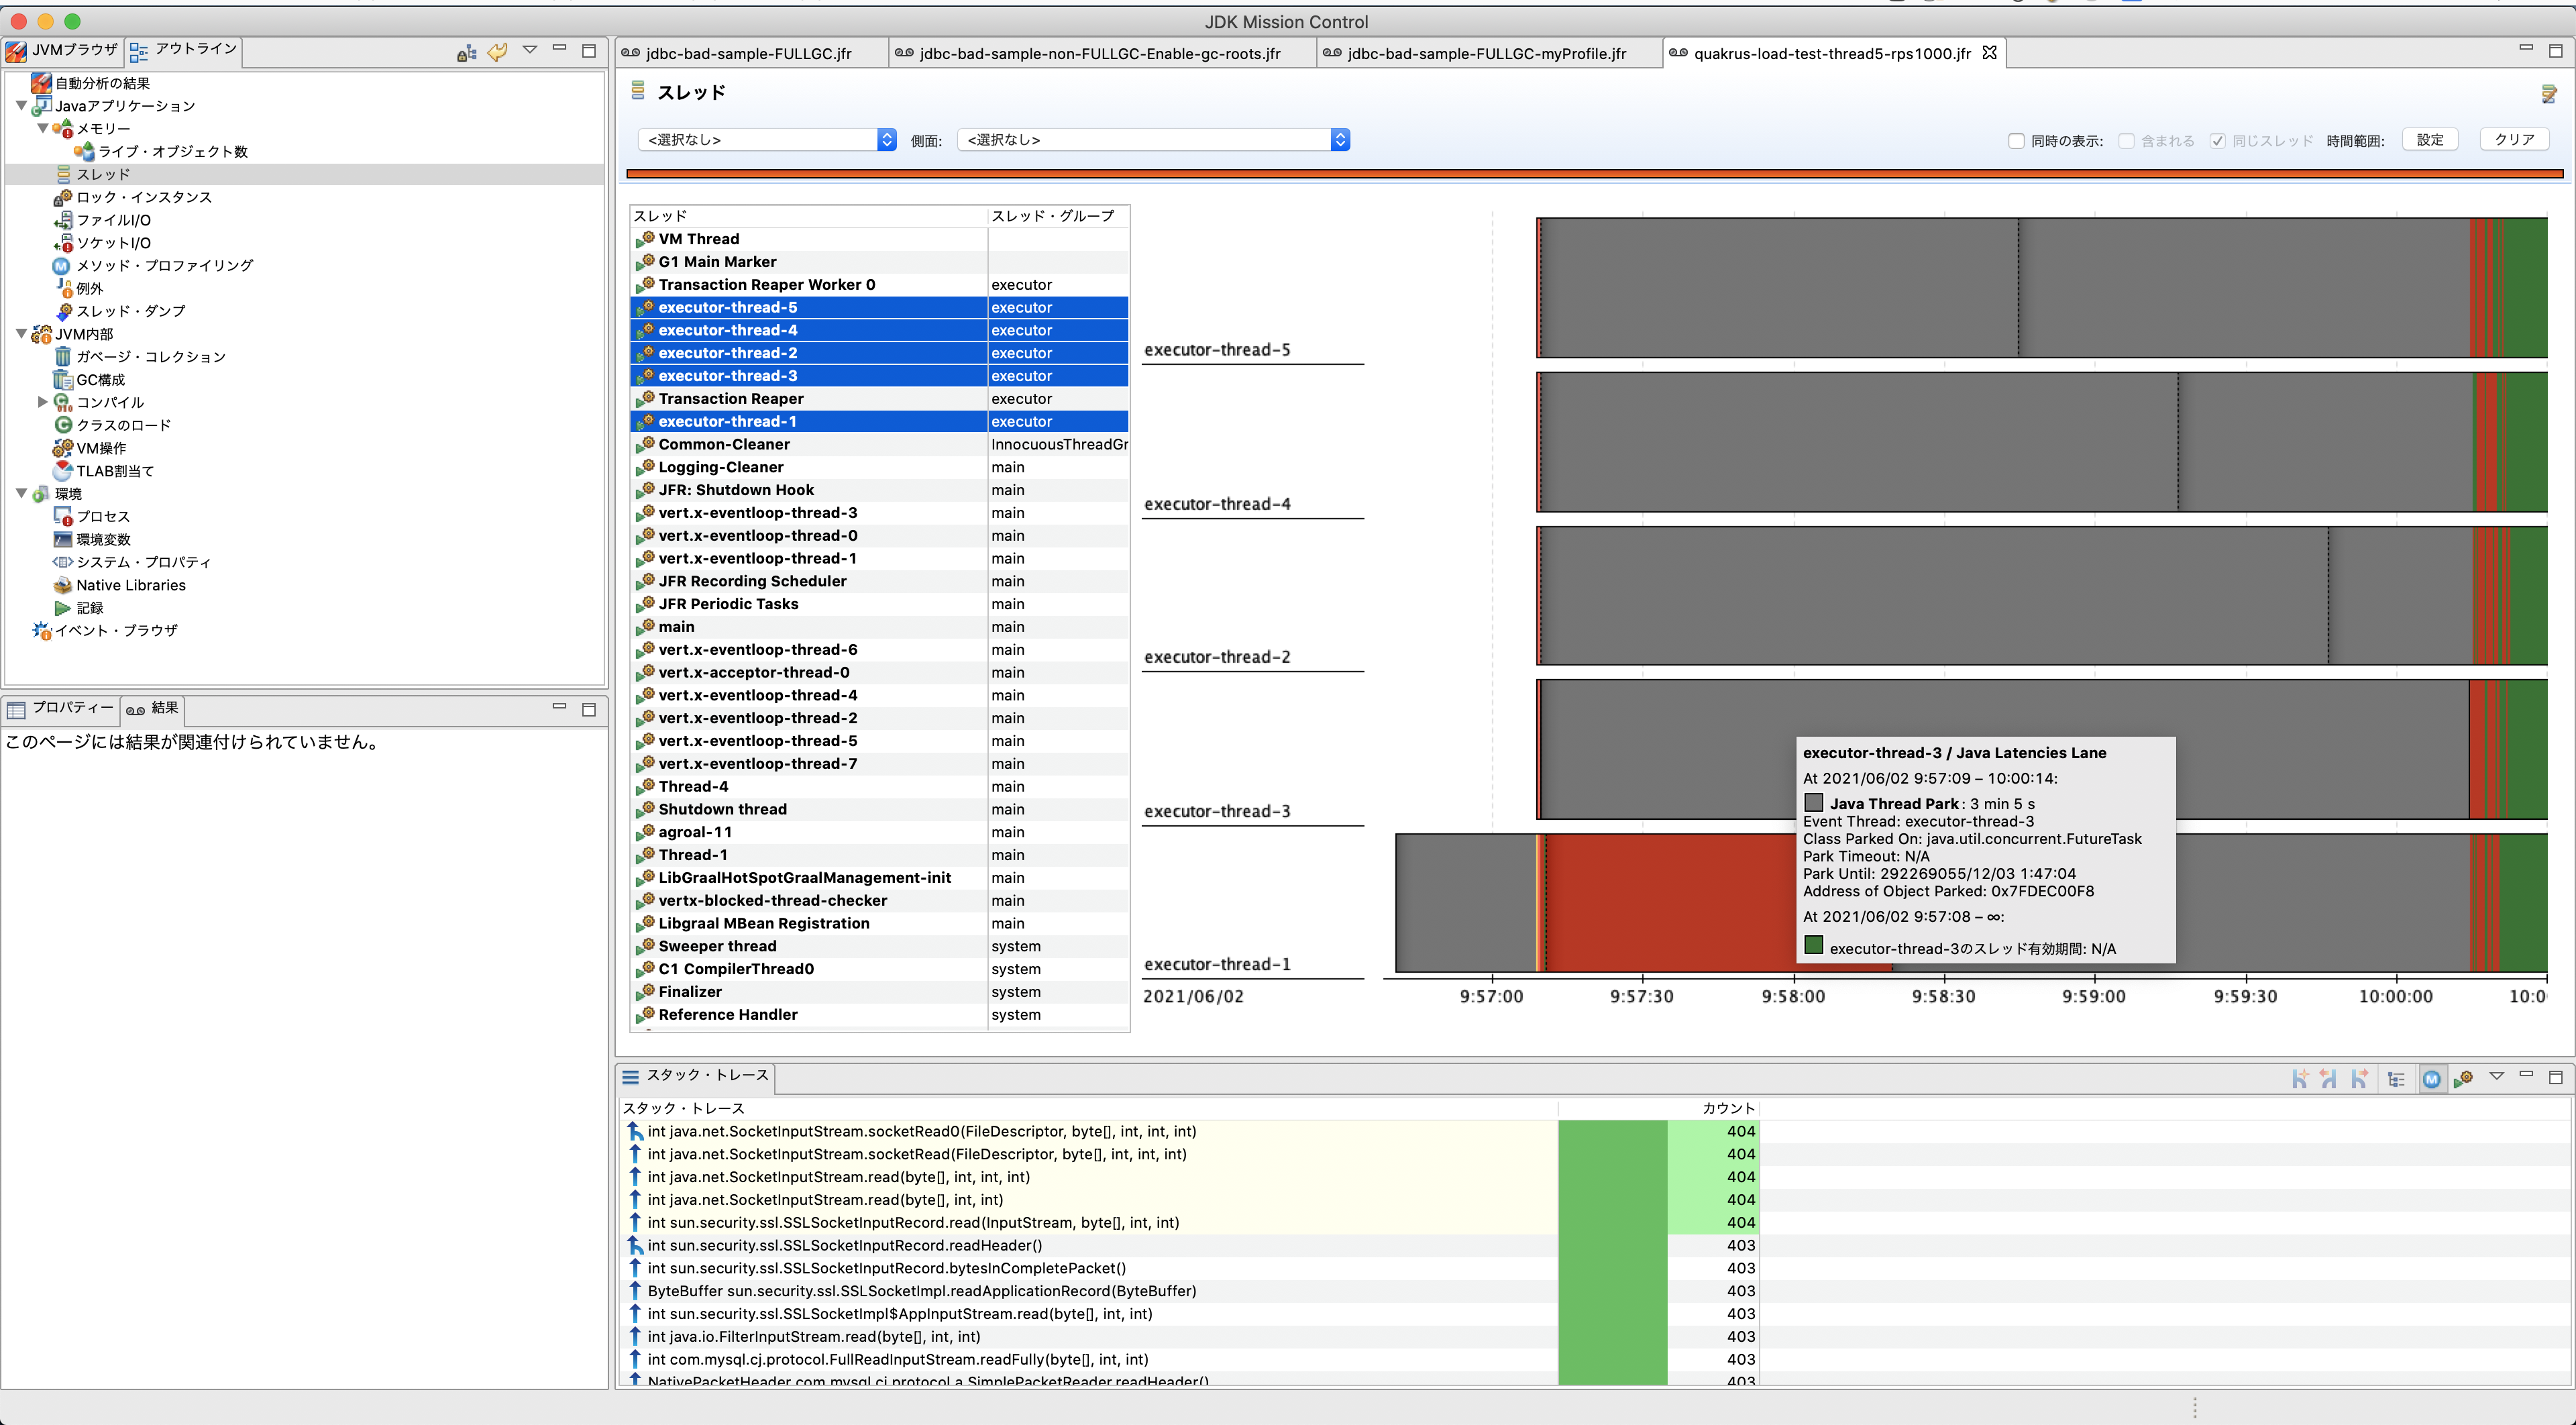 JDK Mission Control
JVMブラウザ
アウトライン
自動分析の結果
Javaアプリケーション
メモリー
ライブ・オブジェクト数
スレッド
ロック・インスタンス
ファイルI/O
ソケットI/O
メソッド・プロファイリング
例外
スレッド・ダンプ
JVM内部
ガベージ・コレクション
GC構成
コンパイル
クラスのロード
VM操作
TLAB割当て
環境
プロセス
環境変数
システム・プロパティ
Native Libraries
記録
イベント・ブラウザ
プロパティー
結果
このページには結果が関連付けられていません。
jdbc-bad-sample-FULLGC.jfr
jdbc-bad-sample-non-FULLGC-Enable-gc-roots.jfr
jdbc-bad-sample-FULLGC-myProfile.jfr
quakrus-load-test-thread5-rps1000.jfr
スレッド
<選択なし> 側面: <選択なし>
同時の表示: 含まれる 同じスレッド 時間範囲: 設定 クリア
スレッド スレッド・グループ
VM Thread
G1 Main Marker
Transaction Reaper Worker 0 executor
executor-thread-5 executor
executor-thread-4 executor
executor-thread-2 executor
executor-thread-3 executor
Transaction Reaper executor
executor-thread-1 executor
Common-Cleaner InnocuousThreadGr
Logging-Cleaner main
JFR: Shutdown Hook main
vert.x-eventloop-thread-3 main
vert.x-eventloop-thread-0 main
vert.x-eventloop-thread-1 main
JFR Recording Scheduler main
JFR Periodic Tasks main
main main
vert.x-eventloop-thread-6 main
vert.x-acceptor-thread-0 main
vert.x-eventloop-thread-4 main
vert.x-eventloop-thread-2 main
vert.x-eventloop-thread-5 main
vert.x-eventloop-thread-7 main
Thread-4 main
Shutdown thread main
agroal-11 main
Thread-1 main
LibGraalHotSpotGraalManagement-init main
vertx-blocked-thread-checker main
Libgraal MBean Registration main
Sweeper thread system
C1 CompilerThread0 system
Finalizer system
Reference Handler system
executor-thread-5
executor-thread-4
executor-thread-2
executor-thread-3
executor-thread-1
2021/06/02 9:57:00 9:57:30 9:58:00 9:58:30 9:59:00 9:59:30 10:00:00 10:0
executor-thread-3 / Java Latencies Lane
At 2021/06/02 9:57:09 – 10:00:14:
Java Thread Park: 3 min 5 s
Event Thread: executor-thread-3
Class Parked On: java.util.concurrent.FutureTask
Park Timeout: N/A
Park Until: 292269055/12/03 1:47:04
Address of Object Parked: 0x7FDEC00F8
At 2021/06/02 9:57:08 – ∞:
executor-thread-3のスレッド有効期間: N/A
スタック・トレース
スタック・トレース カウント
int java.net.SocketInputStream.socketRead0(FileDescriptor, byte[], int, int, int) 404
int java.net.SocketInputStream.socketRead(FileDescriptor, byte[], int, int, int) 404
int java.net.SocketInputStream.read(byte[], int, int, int) 404
int java.net.SocketInputStream.read(byte[], int, int) 404
int sun.security.ssl.SSLSocketInputRecord.read(InputStream, byte[], int, int) 404
int sun.security.ssl.SSLSocketInputRecord.readHeader() 403
int sun.security.ssl.SSLSocketInputRecord.bytesInCompletePacket() 403
ByteBuffer sun.security.ssl.SSLSocketImpl.readApplicationRecord(ByteBuffer) 403
int sun.security.ssl.SSLSocketImpl$AppInputStream.read(byte[], int, int) 403
int java.io.FilterInputStream.read(byte[], int, int) 403
int com.mysql.cj.protocol.FullReadInputStream.readFully(byte[], int, int) 403
NativePacketHeader com.mysql.cj.protocol.a.SimplePacketReader.readHeader() 403